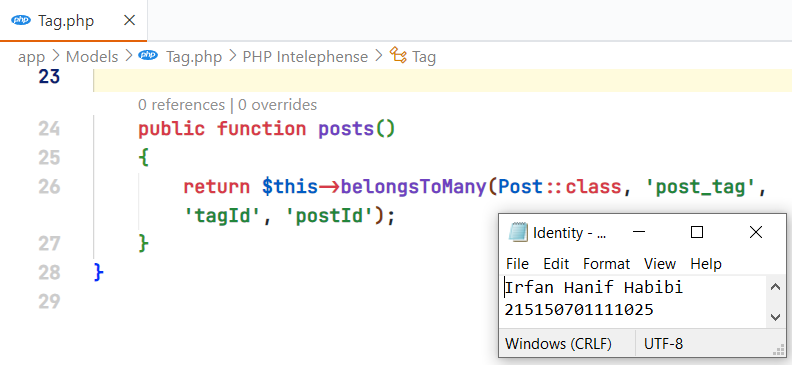 php Tag.php
app > Models > php Tag.php > PHP Intelephense > Tag
23
0 references | 0 overrides
24 public function posts()
25 {
26 return $this->belongsToMany(Post::class, 'post_tag',
'tagId', 'postId');
27 }
28 }
29
Identity - ...
File Edit Format View Help
Irfan Hanif Habibi
215150701111025
Windows (CRLF) UTF-8